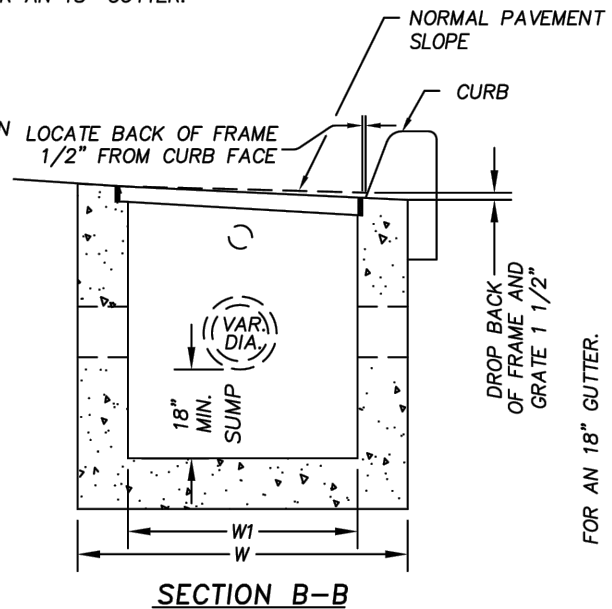 AN 18" GUTTER.
NORMAL PAVEMENT
SLOPE
CURB
N
LOCATE BACK OF FRAME
1/2" FROM CURB FACE
VAR.
DIA.
18"
MIN.
SUMP
DROP BACK
OF FRAME AND
GRATE 1 1/2"
FOR AN 18" GUTTER.
W1
W
SECTION B-B